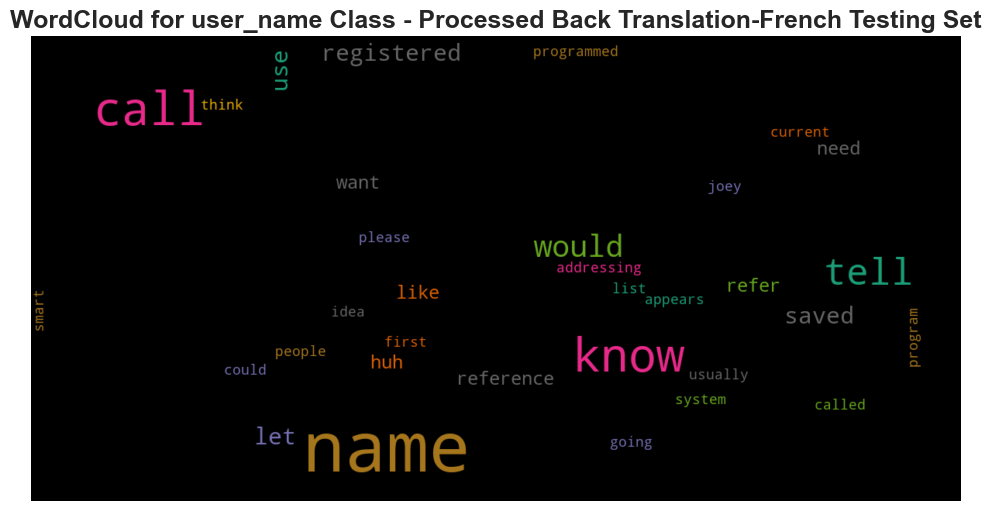 WordCloud for user_name Class - Processed Back Translation-French Testing Set
registered
programmed
use
call
think
current
need
want
joey
please
would
addressing
tell
refer
list
like
appears
smart
idea
saved
program
first
know
people
huh
could
reference
usually
system
called
let
name
going